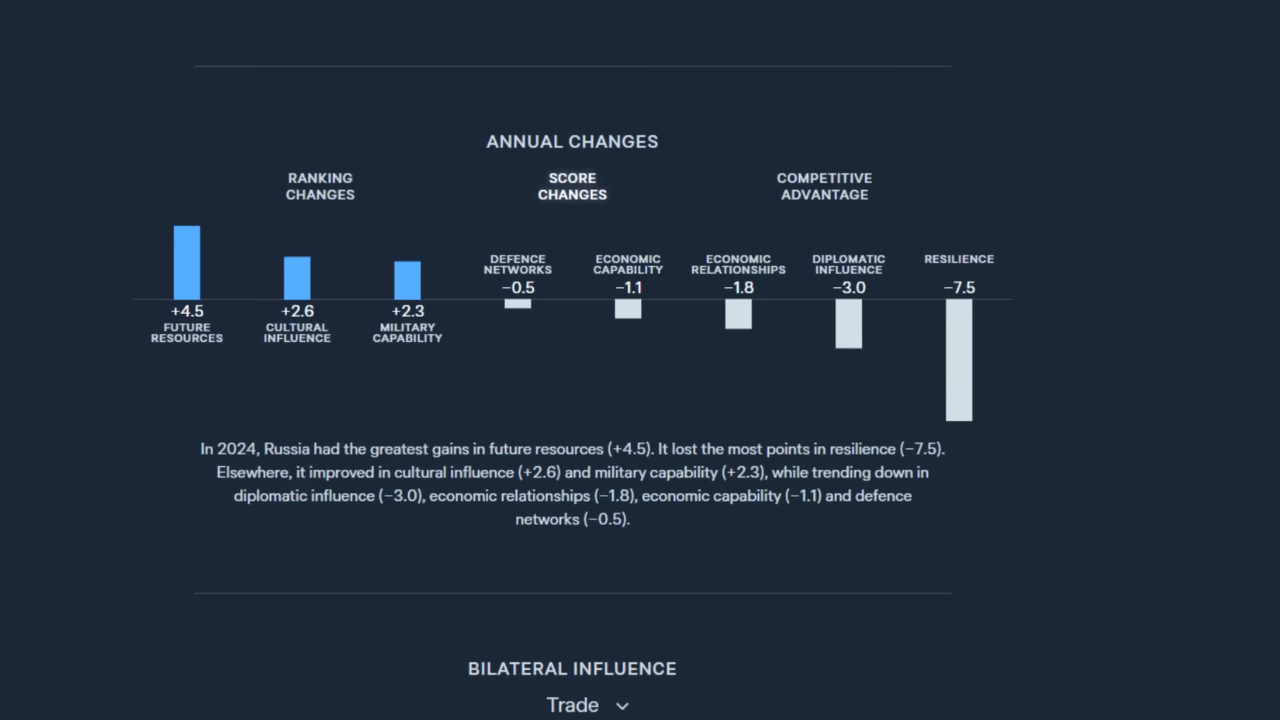 ANNUAL CHANGES
RANKING
CHANGES
SCORE
CHANGES
COMPETITIVE
ADVANTAGE
+4.5
FUTURE
RESOURCES
+2.6
CULTURAL
INFLUENCE
+2.3
MILITARY
CAPABILITY
DEFENCE
NETWORKS
−0.5
ECONOMIC
CAPABILITY
−1.1
ECONOMIC
RELATIONSHIPS
−1.8
DIPLOMATIC
INFLUENCE
−3.0
RESILIENCE
−7.5
In 2024, Russia had the greatest gains in future resources (+4.5). It lost the most points in resilience (−7.5).
Elsewhere, it improved in cultural influence (+2.6) and military capability (+2.3), while trending down in
diplomatic influence (−3.0), economic relationships (−1.8), economic capability (−1.1) and defence
networks (−0.5).
BILATERAL INFLUENCE
Trade